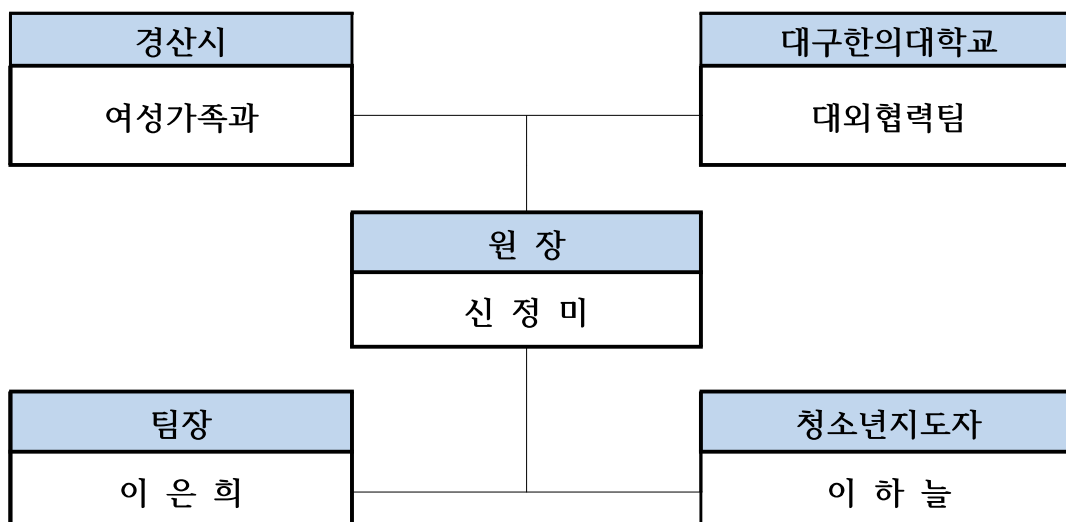 경산시
여성가족과
대구한의대학교
대외협력팀
원 장
신 정 미
팀장
이 은 희
청소년지도자
이 하 늘